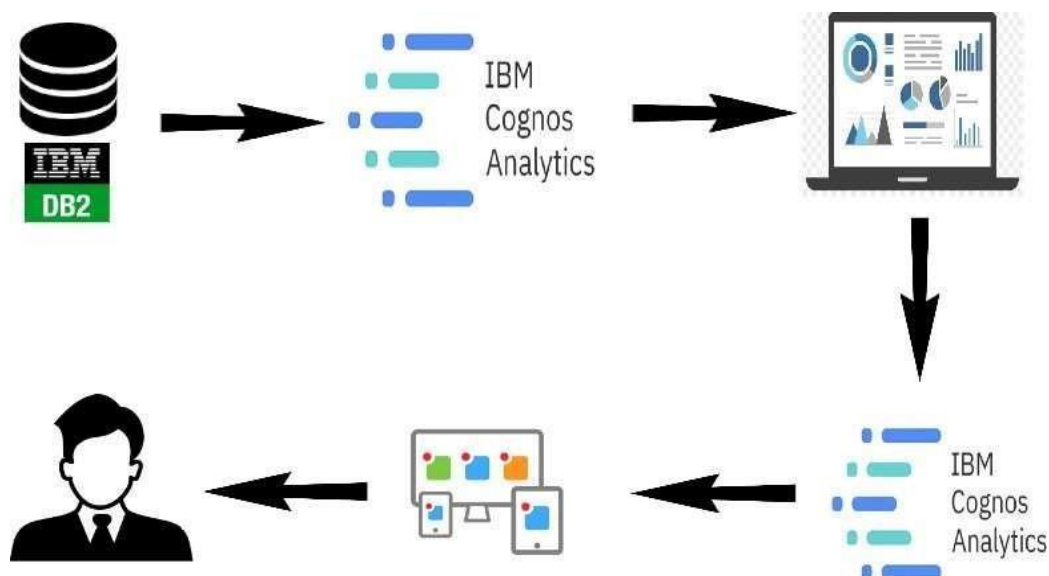 IBM
Cognos
Analytics
IBM
DB2
IBM
Cognos
Analytics